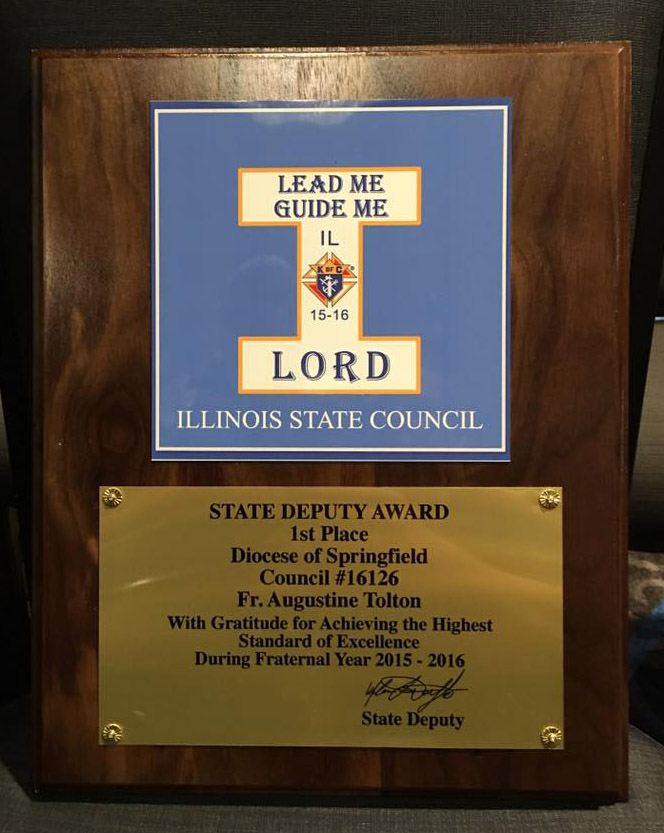 LEAD ME
GUIDE ME
IL
K OF C®
15-16
LORD
ILLINOIS STATE COUNCIL
STATE DEPUTY AWARD
1st Place
Diocese of Springfield
Council #16126
Fr. Augustine Tolton
With Gratitude for Achieving the Highest
Standard of Excellence
During Fraternal Year 2015 - 2016
State Deputy